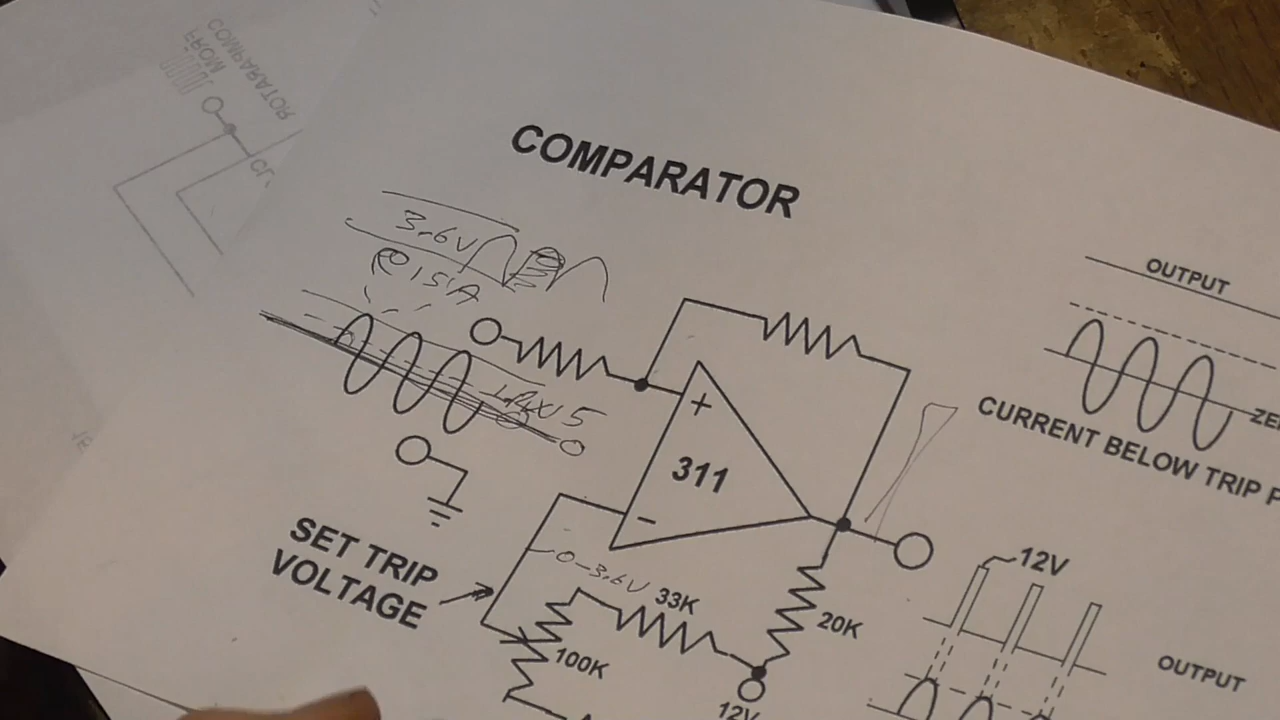 COMPARATOR
FROM
COMPARATOR
3.6V
@ 15A
+
311
-
SET TRIP
VOLTAGE
0-3.6V
33K
100K
20K
12V
OUTPUT
CURRENT BELOW TRIP
12V
OUTPUT